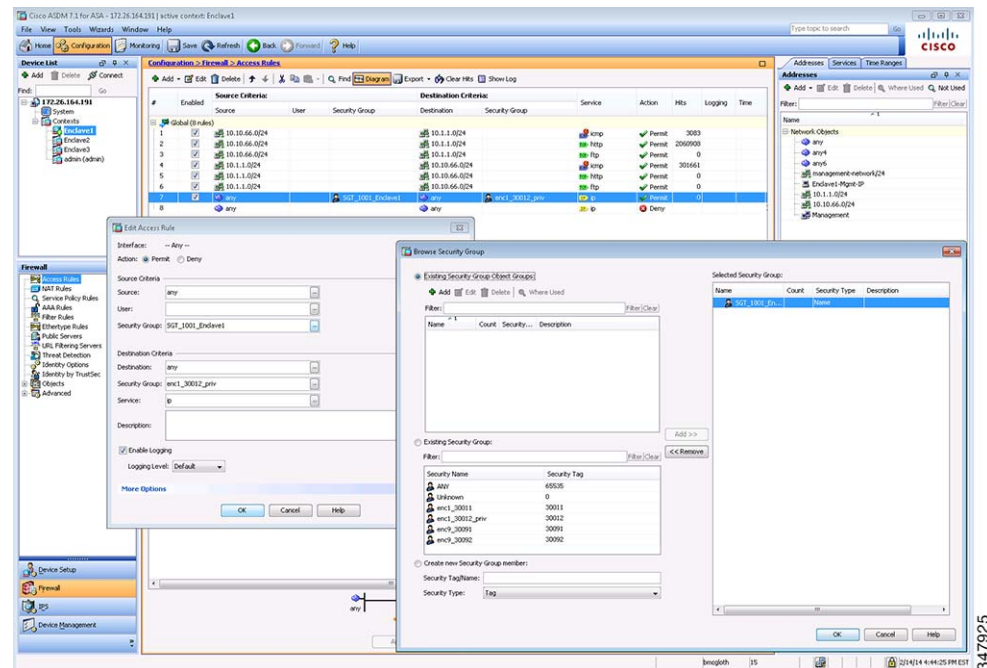 Cisco ASDM 7.1 for ASA - 172.26.164.191 | active context: Enclave1
File View Tools Wizards Window Help
Type topic to search Go
Home Configuration Monitoring Save Refresh Back Forward Help
CISCO
Device List
Add Delete Connect
Find: Go
172.26.164.191
System
Contexts
Enclave1
Enclave2
Enclave3
admin (admin)
Configuration > Firewall > Access Rules
Add Edit Delete Find Diagram Export Clear Hits Show Log
# Enabled Source Criteria: Destination Criteria: Service Action Hits Logging Time
Source User Security Group Destination Security Group
Global (8 rules)
1 10.10.66.0/24 10.1.1.0/24 icmp Permit 3083
2 10.10.66.0/24 10.1.1.0/24 http Permit 2060908
3 10.10.66.0/24 10.1.1.0/24 ftp Permit 0
4 10.1.1.0/24 10.10.66.0/24 icmp Permit 301661
5 10.1.1.0/24 10.10.66.0/24 http Permit 0
6 10.1.1.0/24 10.10.66.0/24 ftp Permit 0
7 any SGT_1001_Enclave1 any enc1_30012_priv ip Permit 0
8 any any ip Deny
Addresses Services Time Ranges
Addresses
Add Edit Delete Where Used Not Used
Filter: Filter Clear
Name
Network Objects
any
any4
any6
management-network/24
Enclave1-Mgmt-IP
10.1.1.0/24
10.10.66.0/24
Management
Firewall
Access Rules
NAT Rules
Service Policy Rules
AAA Rules
Filter Rules
Ethertype Rules
Public Servers
URL Filtering Servers
Threat Detection
Identity Options
Identity by TrustSec
Objects
Advanced
Device Setup
Firewall
IPS
Device Management
Edit Access Rule
Interface: -- Any --
Action: Permit Deny
Source Criteria
Source: any
User:
Security Group: SGT_1001_Enclave1
Destination Criteria
Destination: any
Security Group: enc1_30012_priv
Service: ip
Description:
Enable Logging
Logging Level: Default
More Options
OK Cancel Help
any
Browse Security Group
Existing Security Group Object Groups:
Add Edit Delete Where Used
Filter: Filter Clear
Name Count Security... Description
Existing Security Group:
Filter: Filter Clear
Security Name Security Tag
ANY 65535
Unknown 0
enc1_30011 30011
enc1_30012_priv 30012
enc9_30091 30091
enc9_30092 30092
Create new Security Group member:
Security Tag/Name:
Security Type: Tag
Add >>
<< Remove
Selected Security Group:
Name Count Security Type Description
SGT_1001_En... Name
OK Cancel Help
bmcgloth 15 2/14/14 4:44:25 PM EST
347925